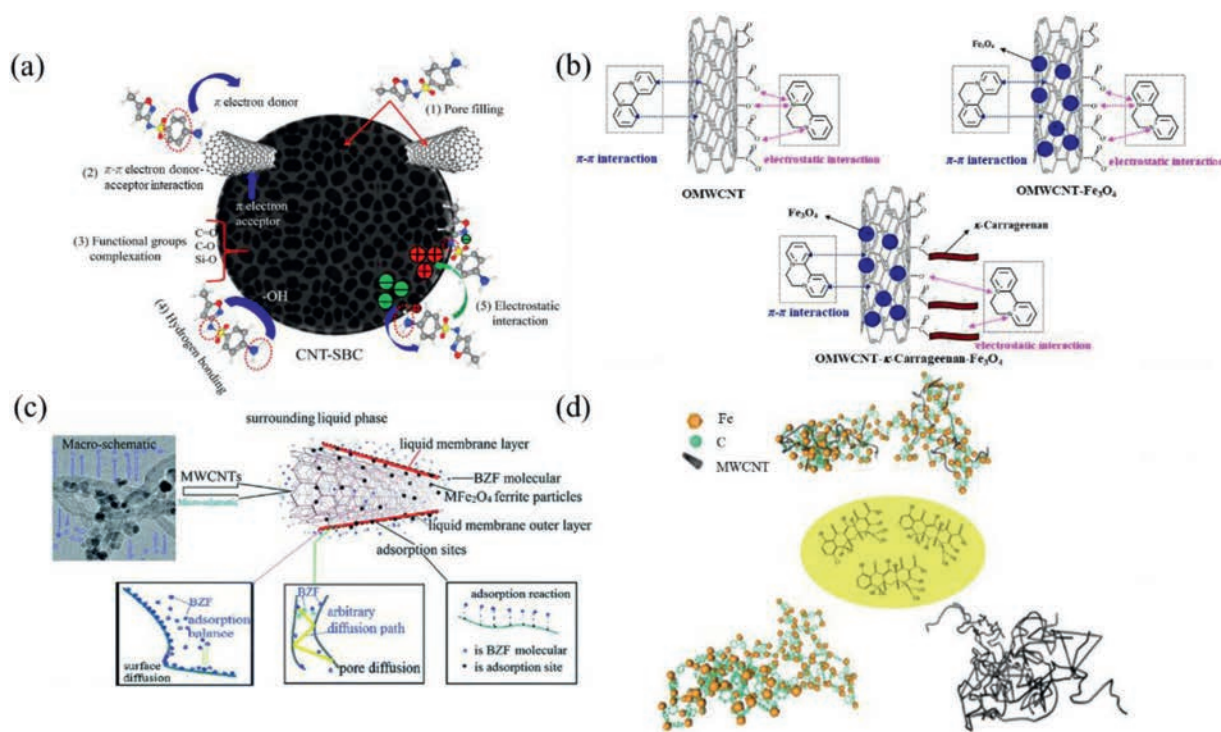 (a)
π electron donor
(1) Pore filling
(2) π-π electron donor-
acceptor interaction
π electron
acceptor
(3) Functional groups
complexation
C=O
C-O
Si-O
-OH
(4) Hydrogen bonding
(5) Electrostatic
interaction
CNT-SBC
(b)
π-π interaction
electrostatic interaction
OMWCNT
Fe₃O₄
π-π interaction
electrostatic interaction
OMWCNT-Fe₃O₄
Fe₃O₄
κ-Carrageenan
π-π interaction
electrostatic interaction
OMWCNT-κ-Carrageenan-Fe₃O₄
(c)
Macro-schematic
MWCNTs
surrounding liquid phase
liquid membrane layer
BZF molecular
MFe₂O₄ ferrite particles
liquid membrane outer layer
adsorption sites
BZF
adsorption
balance
surface
diffusion
BZF
arbitrary
diffusion path
pore diffusion
adsorption reaction
is BZF molecular
is adsorption site
(d)
Fe
C
MWCNT